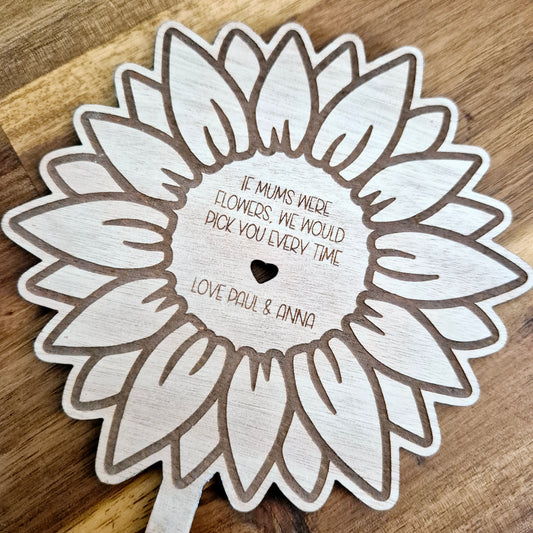 IF MUMS WERE
FLOWERS, WE WOULD
PICK YOU EVERY TIME
LOVE PAUL & ANNA